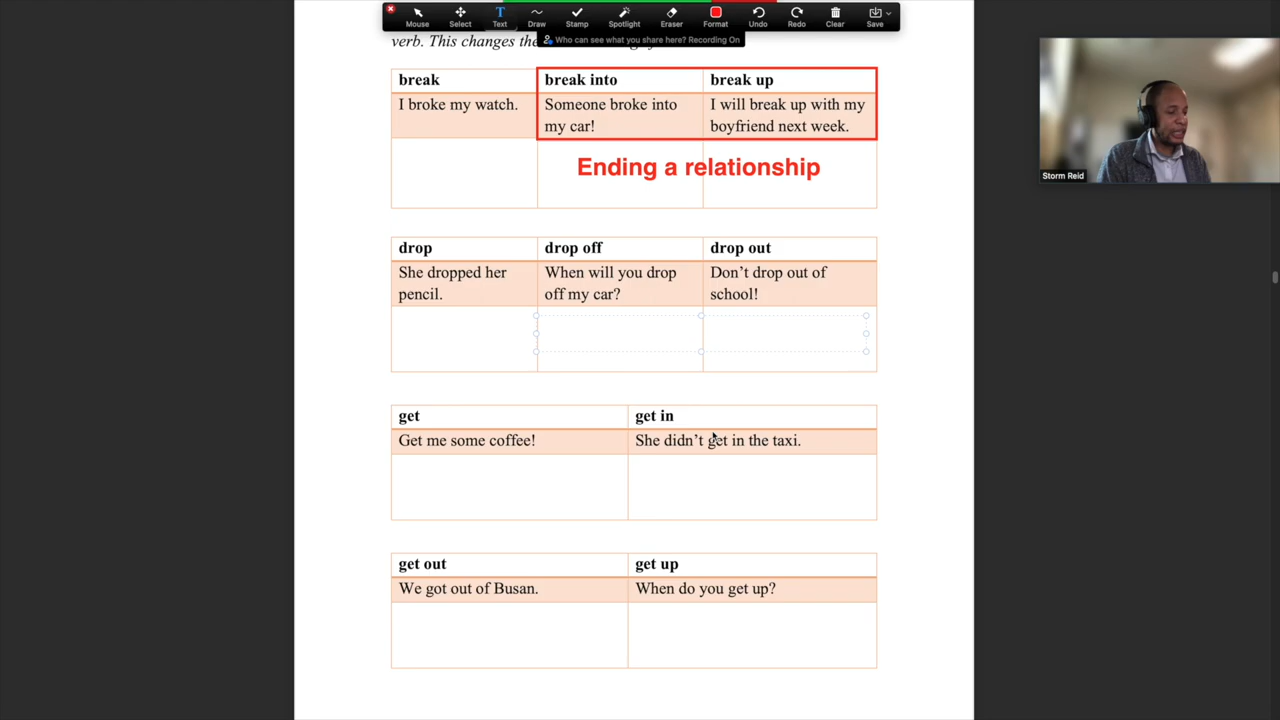 Mouse Select Text Draw Stamp Spotlight Eraser Format Undo Redo Clear Save
Who can see what you share here? Recording On
verb. This changes the
break break into break up
I broke my watch. Someone broke into I will break up with my
my car! boyfriend next week.
Ending a relationship
Storm Reid
drop drop off drop out
She dropped her When will you drop Don’t drop out of
pencil. off my car? school!
get get in
Get me some coffee! She didn’t get in the taxi.
get out get up
We got out of Busan. When do you get up?